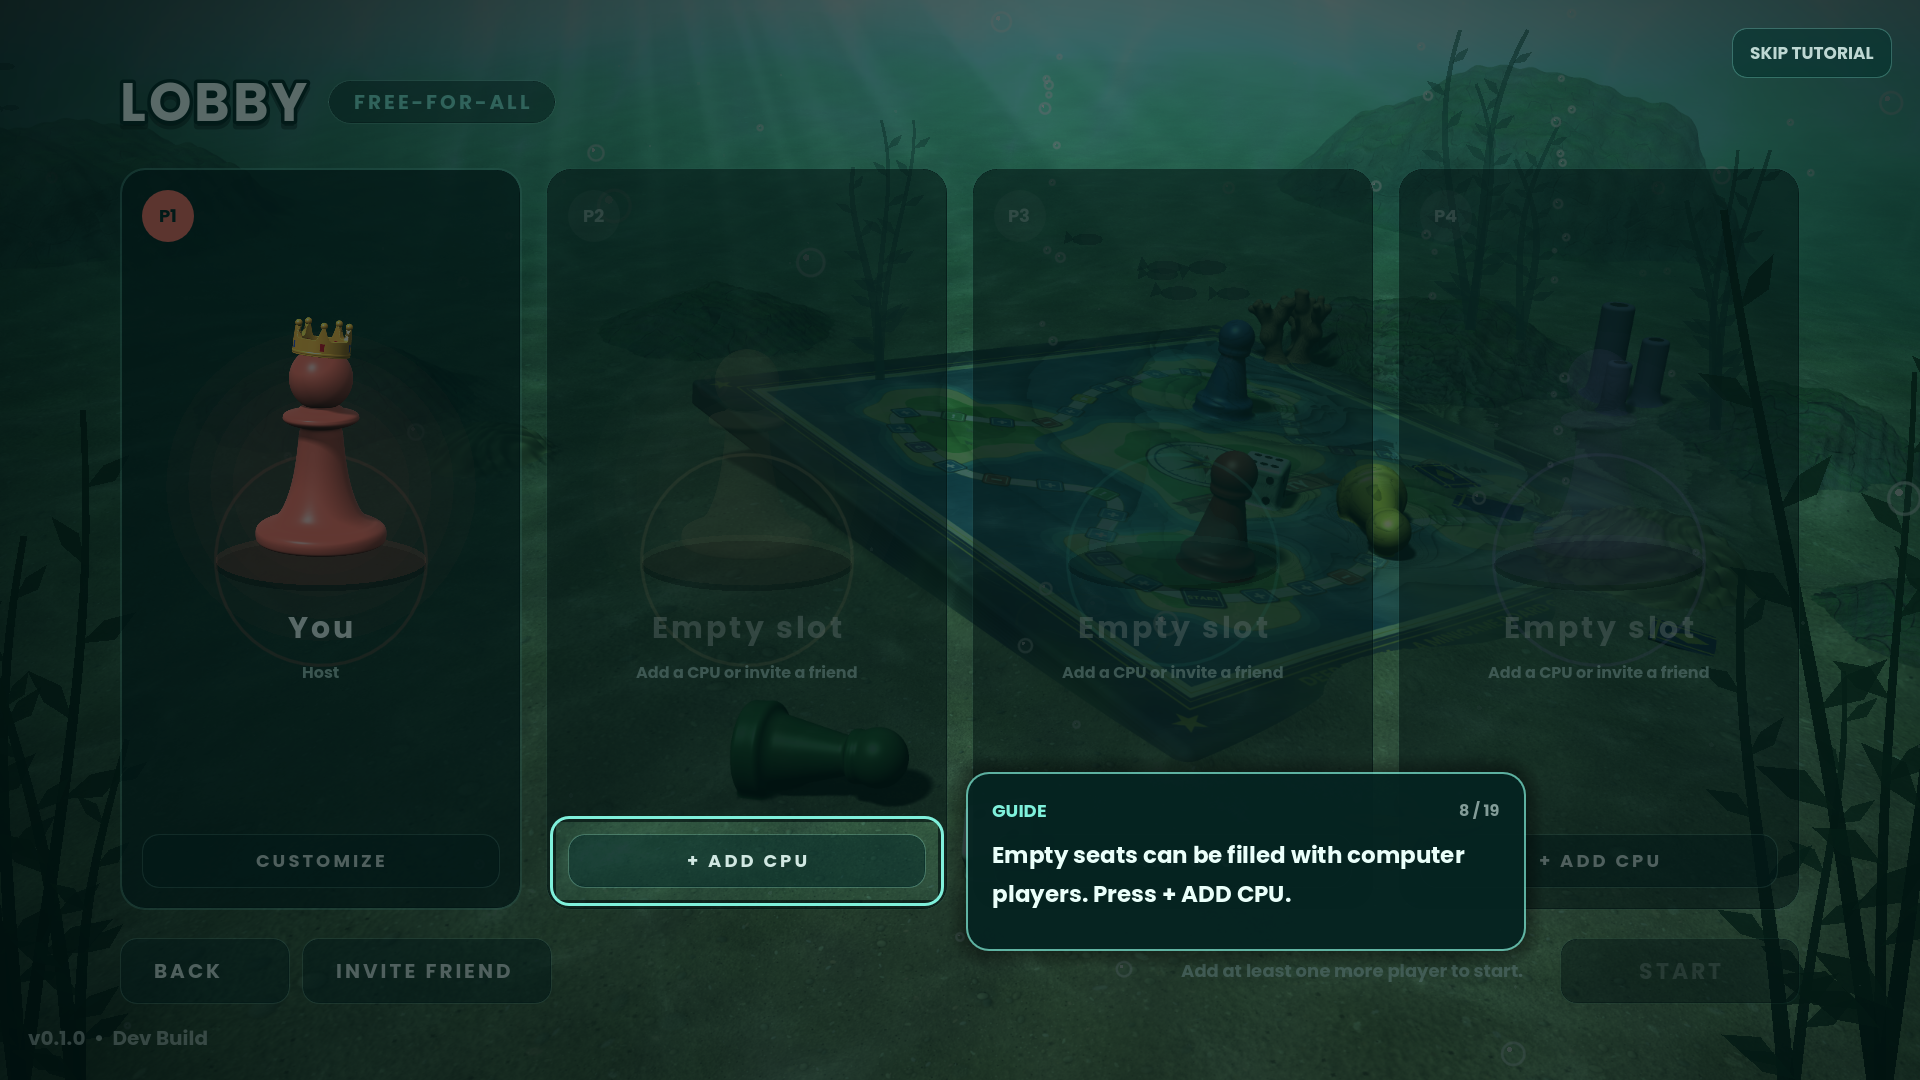 SKIP TUTORIAL
LOBBY
FREE-FOR-ALL
P1
P2
P3
P4
You
Host
Empty slot
Add a CPU or invite a friend
Empty slot
Add a CPU or invite a friend
Empty slot
Add a CPU or invite a friend
CUSTOMIZE
+ ADD CPU
GUIDE
8 / 19
Empty seats can be filled with computer
players. Press + ADD CPU.
+ ADD CPU
BACK
INVITE FRIEND
Add at least one more player to start.
START
v0.1.0 • Dev Build